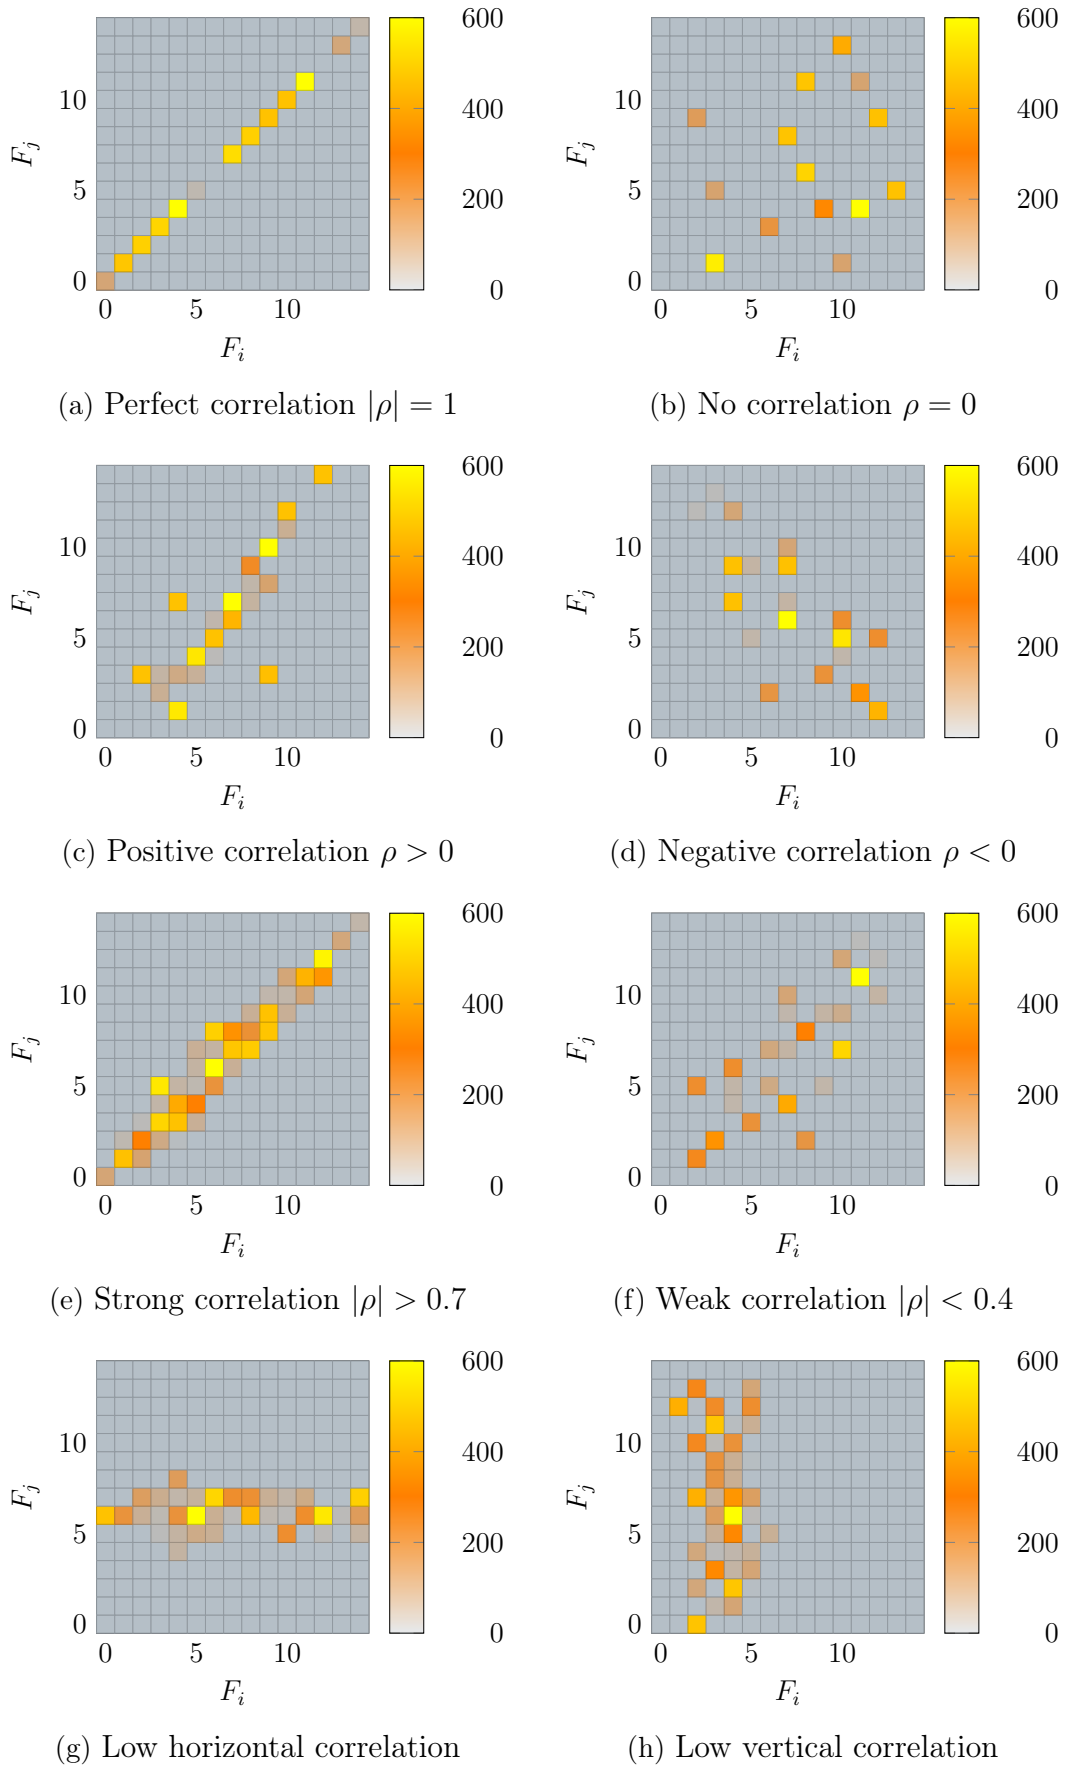 600
400
200
0
10
5
0
F_j
0 5 10
F_i
600
400
200
0
10
5
0
F_j
0 5 10
F_i
(a) Perfect correlation |ρ| = 1
(b) No correlation ρ = 0
600
400
200
0
10
5
0
F_j
0 5 10
F_i
600
400
200
0
10
5
0
F_j
0 5 10
F_i
(c) Positive correlation ρ > 0
(d) Negative correlation ρ < 0
600
400
200
0
10
5
0
F_j
0 5 10
F_i
600
400
200
0
10
5
0
F_j
0 5 10
F_i
(e) Strong correlation |ρ| > 0.7
(f) Weak correlation |ρ| < 0.4
600
400
200
0
10
5
0
F_j
0 5 10
F_i
600
400
200
0
10
5
0
F_j
0 5 10
F_i
(g) Low horizontal correlation
(h) Low vertical correlation